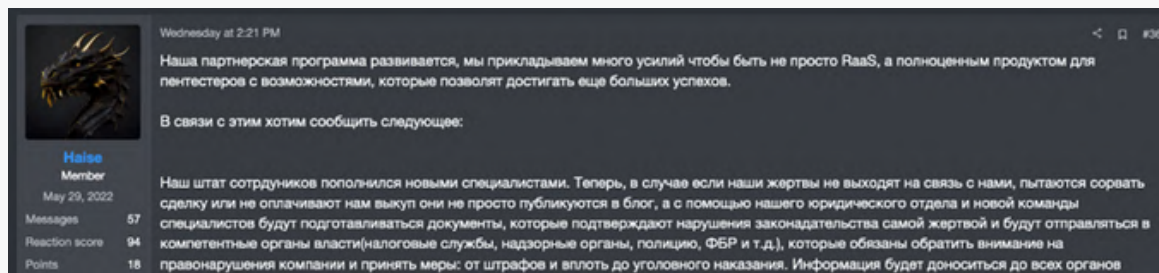 Wednesday at 2:21 PM
#36
Наша партнерская программа развивается, мы прикладываем много усилий чтобы быть не просто RaaS, а полноценным продуктом для
пентестеров с возможностями, которые позволят достигать еще больших успехов.
В связи с этим хотим сообщить следующее:
Haise
Member
May 29, 2022
Messages 57
Reaction score 94
Points 18
Наш штат сотрдуников пополнился новыми специалистами. Теперь, в случае если наши жертвы не выходят на связь с нами, пытаются сорвать
сделку или не оплачивают нам выкуп они не просто публикуются в блог, а с помощью нашего юридического отдела и новой команды
специалистов будут подготавливаться документы, которые подтверждают нарушения законадательства самой жертвой и будут отправляться в
компетентные органы власти(налоговые службы, надзорные органы, полицию, ФБР и т.д.), которые обязаны обратить внимание на
правонарушения компании и принять меры: от штрафов и вплоть до уголовного наказания. Информация будет доноситься до всех органов